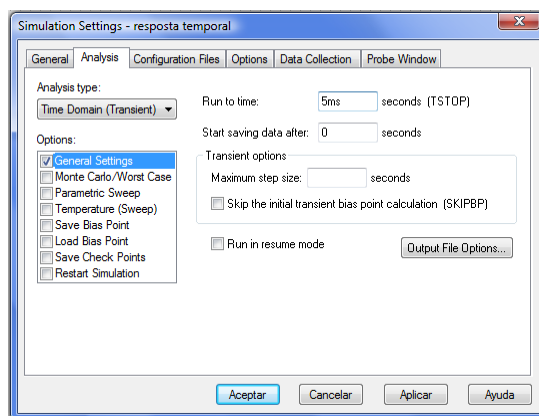 Simulation Settings - resposta temporal
General Analysis Configuration Files Options Data Collection Probe Window
Analysis type:
Time Domain (Transient)
Options:
General Settings
Monte Carlo/Worst Case
Parametric Sweep
Temperature (Sweep)
Save Bias Point
Load Bias Point
Save Check Points
Restart Simulation
Run to time: 5ms seconds (TSTOP)
Start saving data after: 0 seconds
Transient options
Maximum step size: seconds
Skip the initial transient bias point calculation (SKIPBP)
Run in resume mode
Output File Options...
Aceptar Cancelar Aplicar Ayuda